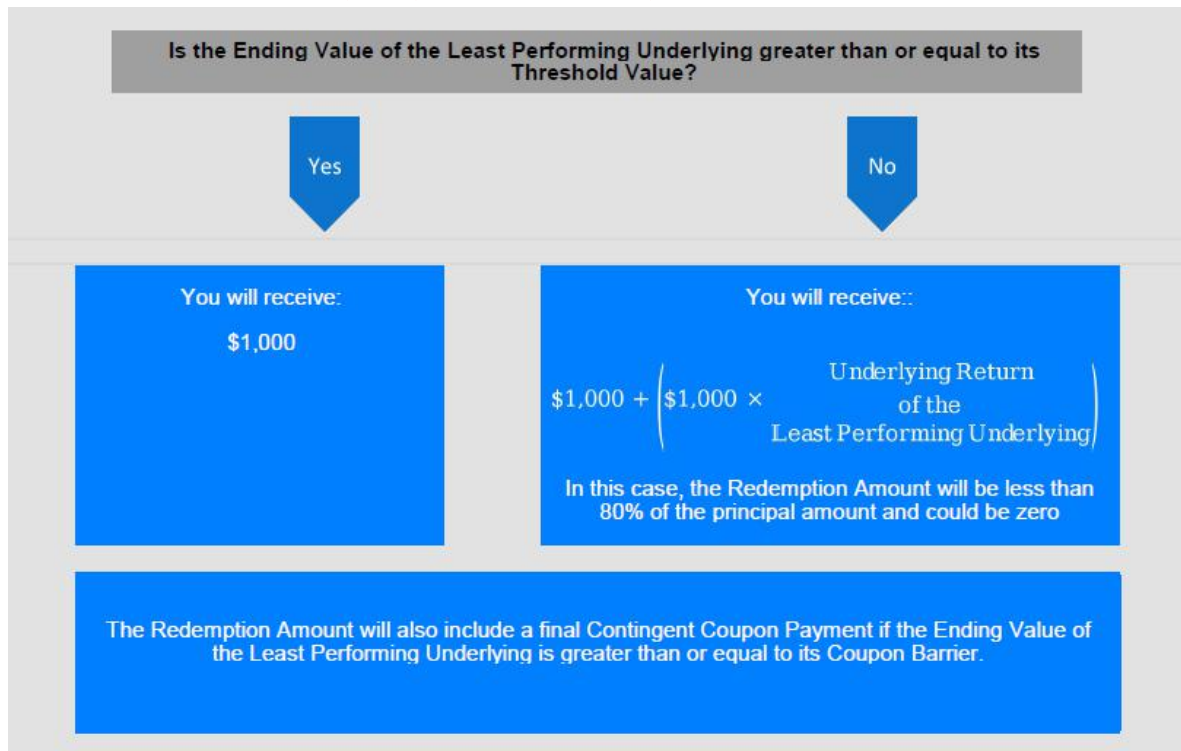 Is the Ending Value of the Least Performing Underlying greater than or equal to its
Threshold Value?
Yes
No
You will receive:
$1,000
You will receive::
$1,000 + ($1,000 × Underlying Return
of the
Least Performing Underlying)
In this case, the Redemption Amount will be less than
80% of the principal amount and could be zero
The Redemption Amount will also include a final Contingent Coupon Payment if the Ending Value of
the Least Performing Underlying is greater than or equal to its Coupon Barrier.